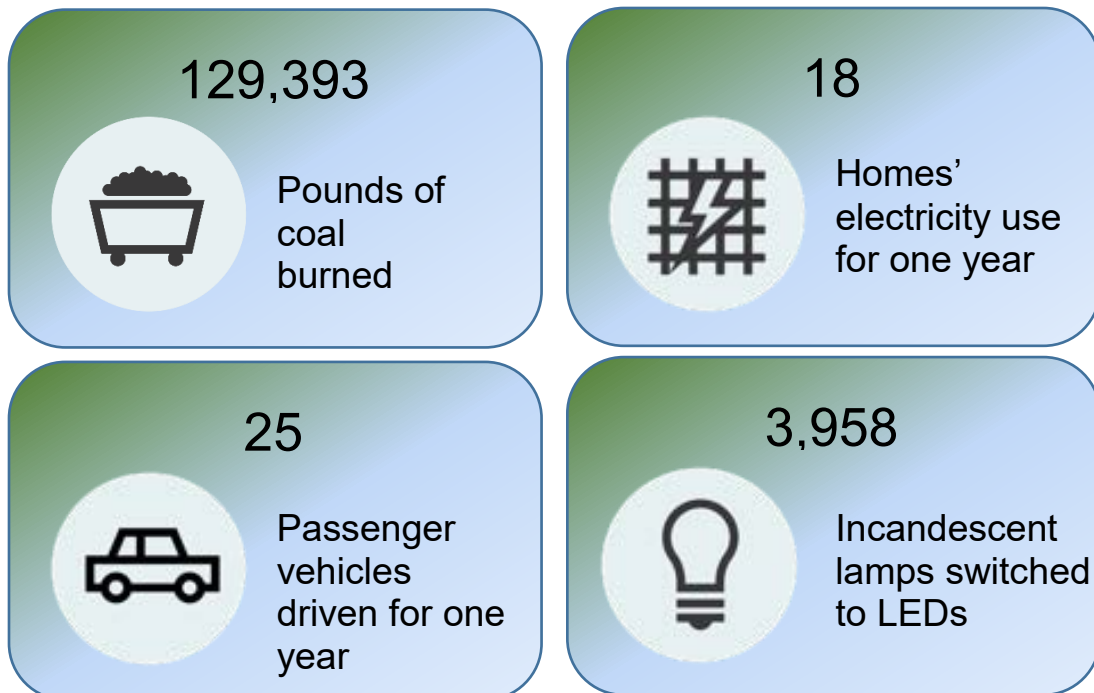 129,393
Pounds of
coal
burned
18
Homes’
electricity use
for one year
25
Passenger
vehicles
driven for one
year
3,958
Incandescent
lamps switched
to LEDs